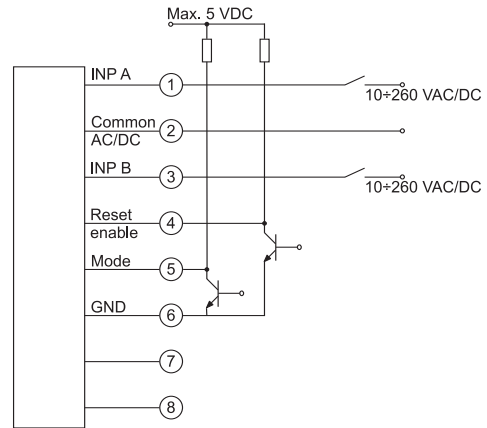 Max. 5 VDC
INP A
1
10÷260 VAC/DC
Common
AC/DC
2
INP B
3
10÷260 VAC/DC
Reset
enable
4
Mode
5
GND
6
7
8